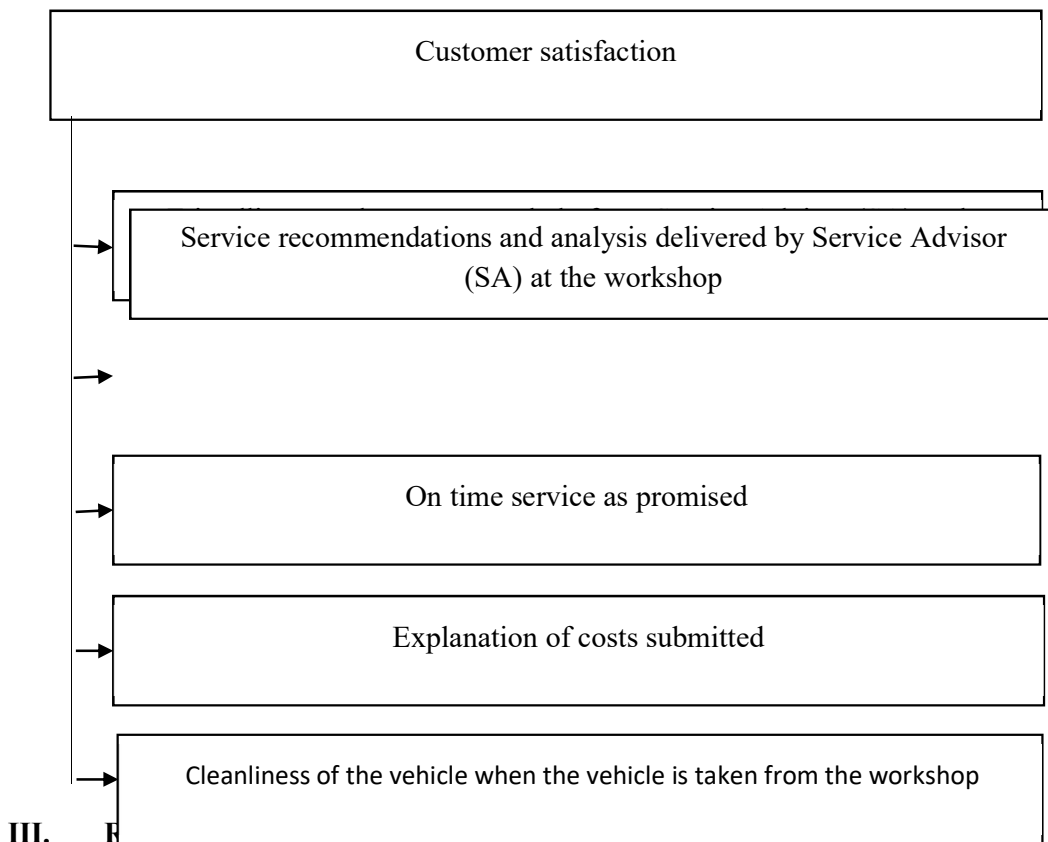 Customer satisfaction
Service recommendations and analysis delivered by Service Advisor
(SA) at the workshop
On time service as promised
Explanation of costs submitted
Cleanliness of the vehicle when the vehicle is taken from the workshop
III.